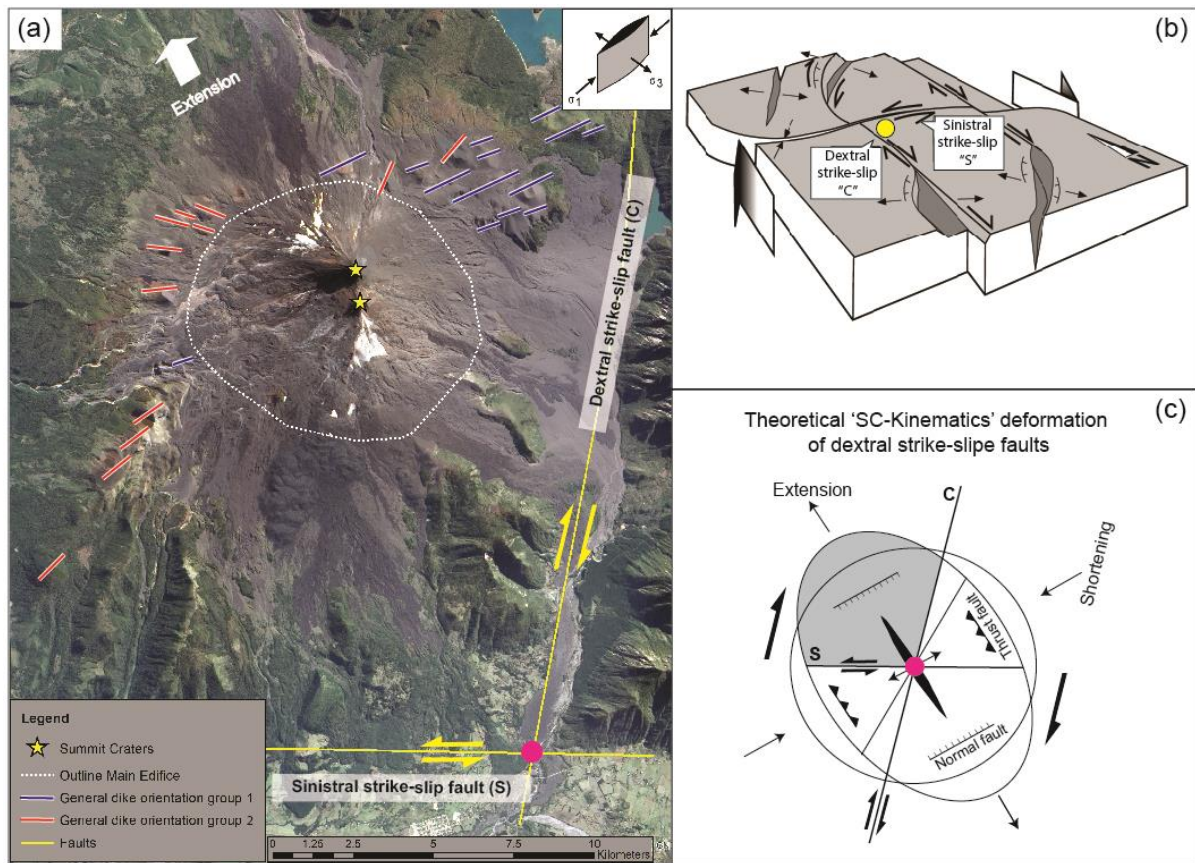 (a)
Extension
σ1
σ3
Dextral strike-slip fault (C)
Sinistral strike-slip fault (S)
Legend
Summit Craters
Outline Main Edifice
General dike orientation group 1
General dike orientation group 2
Faults
0 1.25 2.5 5 7.5 10
Kilometers
(b)
Sinistral
strike-slip
"S"
Dextral
strike-slip
"C"
(c)
Theoretical 'SC-Kinematics' deformation
of dextral strike-slipe faults
Extension
C
Shortening
Thrust fault
S
Normal fault